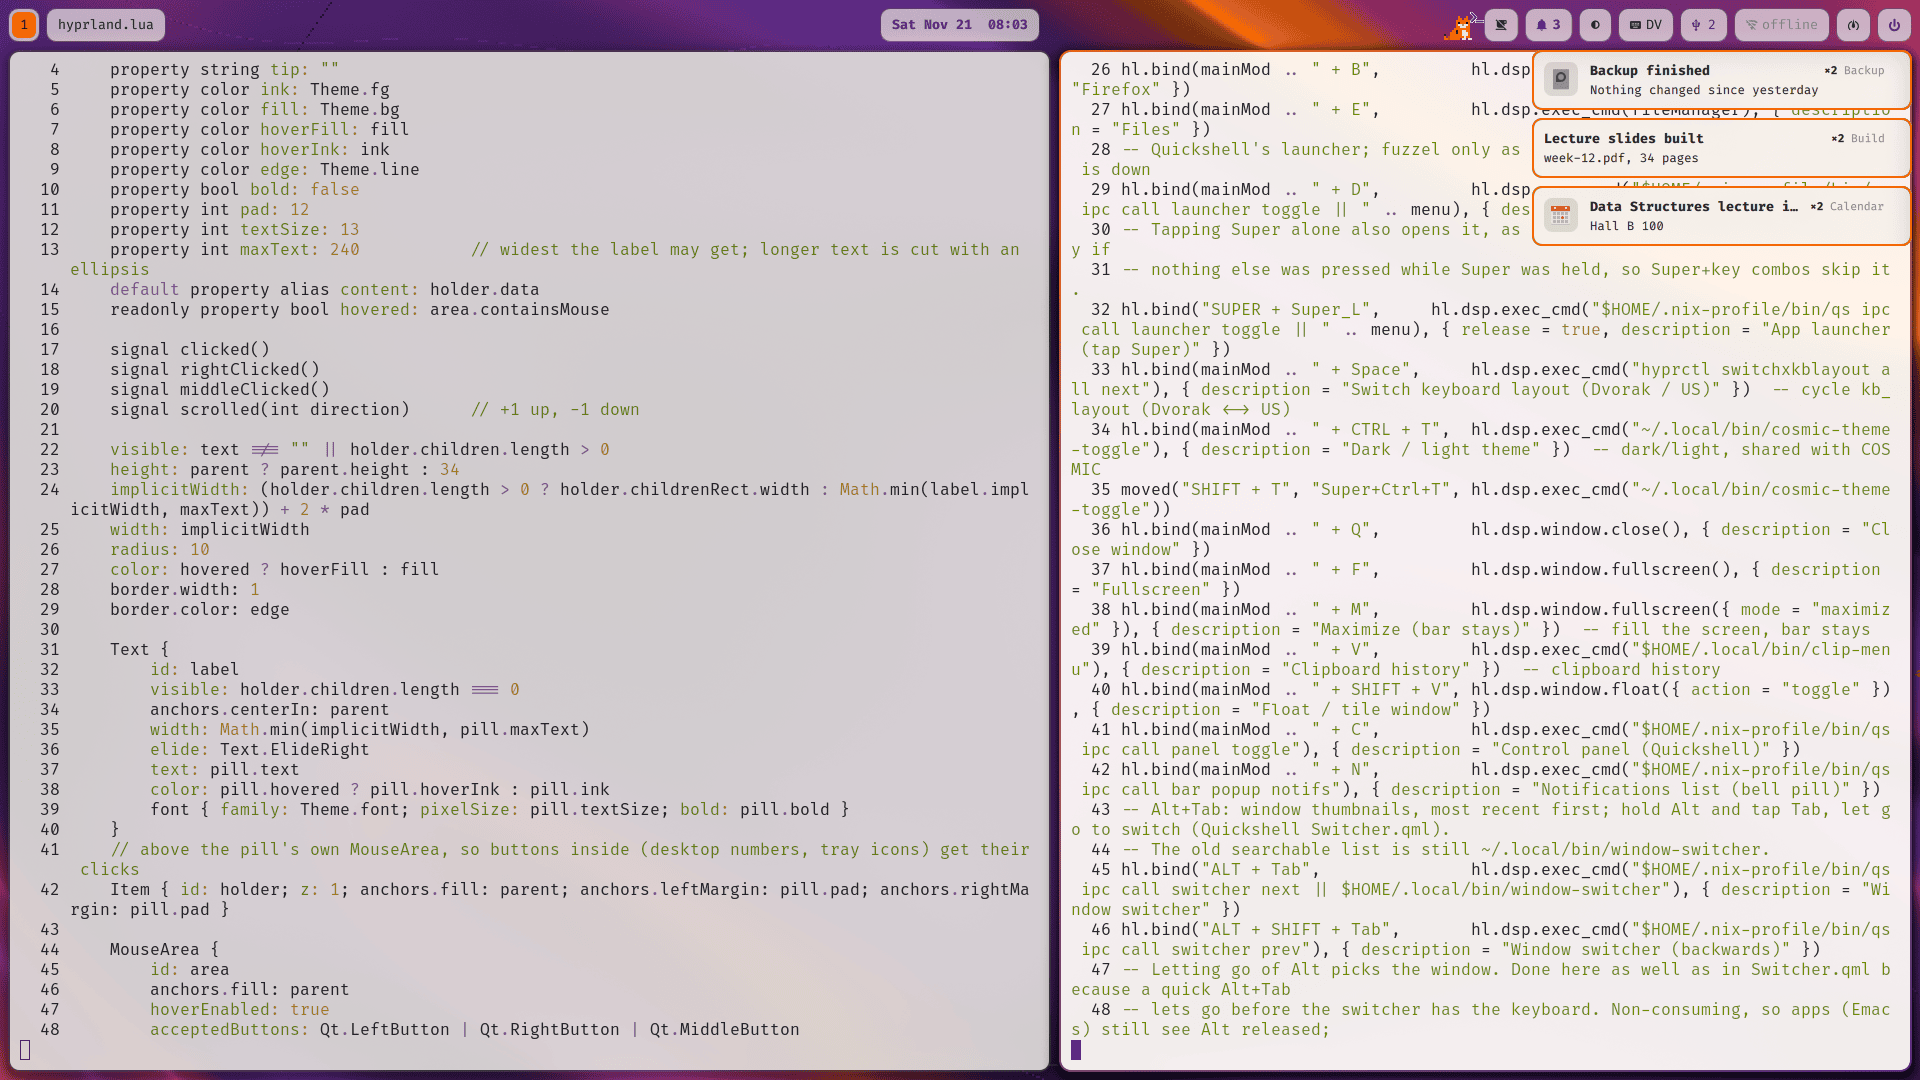 1 hyprland.lua
Sat Nov 21 08:03
3 DV 2 offline
4 property string tip: ""
5 property color ink: Theme.fg
6 property color fill: Theme.bg
7 property color hoverFill: fill
8 property color hoverInk: ink
9 property color edge: Theme.line
10 property bool bold: false
11 property int pad: 12
12 property int textSize: 13
13 property int maxText: 240 // widest the label may get; longer text is cut with an
ellipsis
14 default property alias content: holder.data
15 readonly property bool hovered: area.containsMouse
16
17 signal clicked()
18 signal rightClicked()
19 signal middleClicked()
20 signal scrolled(int direction) // +1 up, -1 down
21
22 visible: text !== "" || holder.children.length > 0
23 height: parent ? parent.height : 34
24 implicitWidth: (holder.children.length > 0 ? holder.childrenRect.width : Math.min(label.impl
icitWidth, maxText)) + 2 * pad
25 width: implicitWidth
26 radius: 10
27 color: hovered ? hoverFill : fill
28 border.width: 1
29 border.color: edge
30
31 Text {
32 id: label
33 visible: holder.children.length === 0
34 anchors.centerIn: parent
35 width: Math.min(implicitWidth, pill.maxText)
36 elide: Text.ElideRight
37 text: pill.text
38 color: pill.hovered ? pill.hoverInk : pill.ink
39 font { family: Theme.font; pixelSize: pill.textSize; bold: pill.bold }
40 }
41 // above the pill's own MouseArea, so buttons inside (desktop numbers, tray icons) get their
clicks
42 Item { id: holder; z: 1; anchors.fill: parent; anchors.leftMargin: pill.pad; anchors.rightMa
rgin: pill.pad }
43
44 MouseArea {
45 id: area
46 anchors.fill: parent
47 hoverEnabled: true
48 acceptedButtons: Qt.LeftButton | Qt.RightButton | Qt.MiddleButton
26 hl.bind(mainMod .. " + B", hl.dsp
"Firefox" })
27 hl.bind(mainMod .. " + E", hl.dsp.exec_cmd(fileManager), { descriptio
n = "Files" })
28 -- Quickshell's launcher; fuzzel only as
is down
29 hl.bind(mainMod .. " + D", hl.dsp
ipc call launcher toggle || " .. menu), { des
30 -- Tapping Super alone also opens it, as
y if
31 -- nothing else was pressed while Super was held, so Super+key combos skip it
.
32 hl.bind("SUPER + Super_L", hl.dsp.exec_cmd("$HOME/.nix-profile/bin/qs ipc
call launcher toggle || " .. menu), { release = true, description = "App launcher
(tap Super)" })
33 hl.bind(mainMod .. " + Space", hl.dsp.exec_cmd("hyprctl switchxkblayout a
ll next"), { description = "Switch keyboard layout (Dvorak / US)" }) -- cycle kb_
layout (Dvorak <-> US)
34 hl.bind(mainMod .. " + CTRL + T", hl.dsp.exec_cmd("~/.local/bin/cosmic-theme
-toggle"), { description = "Dark / light theme" }) -- dark/light, shared with COS
MIC
35 moved("SHIFT + T", "Super+Ctrl+T", hl.dsp.exec_cmd("~/.local/bin/cosmic-theme
-toggle"))
36 hl.bind(mainMod .. " + Q", hl.dsp.window.close(), { description = "Cl
ose window" })
37 hl.bind(mainMod .. " + F", hl.dsp.window.fullscreen(), { description
= "Fullscreen" })
38 hl.bind(mainMod .. " + M", hl.dsp.window.fullscreen({ mode = "maximiz
ed" }), { description = "Maximize (bar stays)" }) -- fill the screen, bar stays
39 hl.bind(mainMod .. " + V", hl.dsp.exec_cmd("$HOME/.local/bin/clip-men
u"), { description = "Clipboard history" }) -- clipboard history
40 hl.bind(mainMod .. " + SHIFT + V", hl.dsp.window.float({ action = "toggle" })
, { description = "Float / tile window" })
41 hl.bind(mainMod .. " + C", hl.dsp.exec_cmd("$HOME/.nix-profile/bin/qs
ipc call panel toggle"), { description = "Control panel (Quickshell)" })
42 hl.bind(mainMod .. " + N", hl.dsp.exec_cmd("$HOME/.nix-profile/bin/qs
ipc call bar popup notifs"), { description = "Notifications list (bell pill)" })
43 -- Alt+Tab: window thumbnails, most recent first; hold Alt and tap Tab, let g
o to switch (Quickshell Switcher.qml).
44 -- The old searchable list is still ~/.local/bin/window-switcher.
45 hl.bind("ALT + Tab", hl.dsp.exec_cmd("$HOME/.nix-profile/bin/qs
ipc call switcher next || $HOME/.local/bin/window-switcher"), { description = "Wi
ndow switcher" })
46 hl.bind("ALT + SHIFT + Tab", hl.dsp.exec_cmd("$HOME/.nix-profile/bin/qs
ipc call switcher prev"), { description = "Window switcher (backwards)" })
47 -- Letting go of Alt picks the window. Done here as well as in Switcher.qml b
ecause a quick Alt+Tab
48 -- lets go before the switcher has the keyboard. Non-consuming, so apps (Emac
s) still see Alt released;
Backup finished ×2 Backup
Nothing changed since yesterday
Lecture slides built ×2 Build
week-12.pdf, 34 pages
Data Structures lecture i… ×2 Calendar
Hall B 100